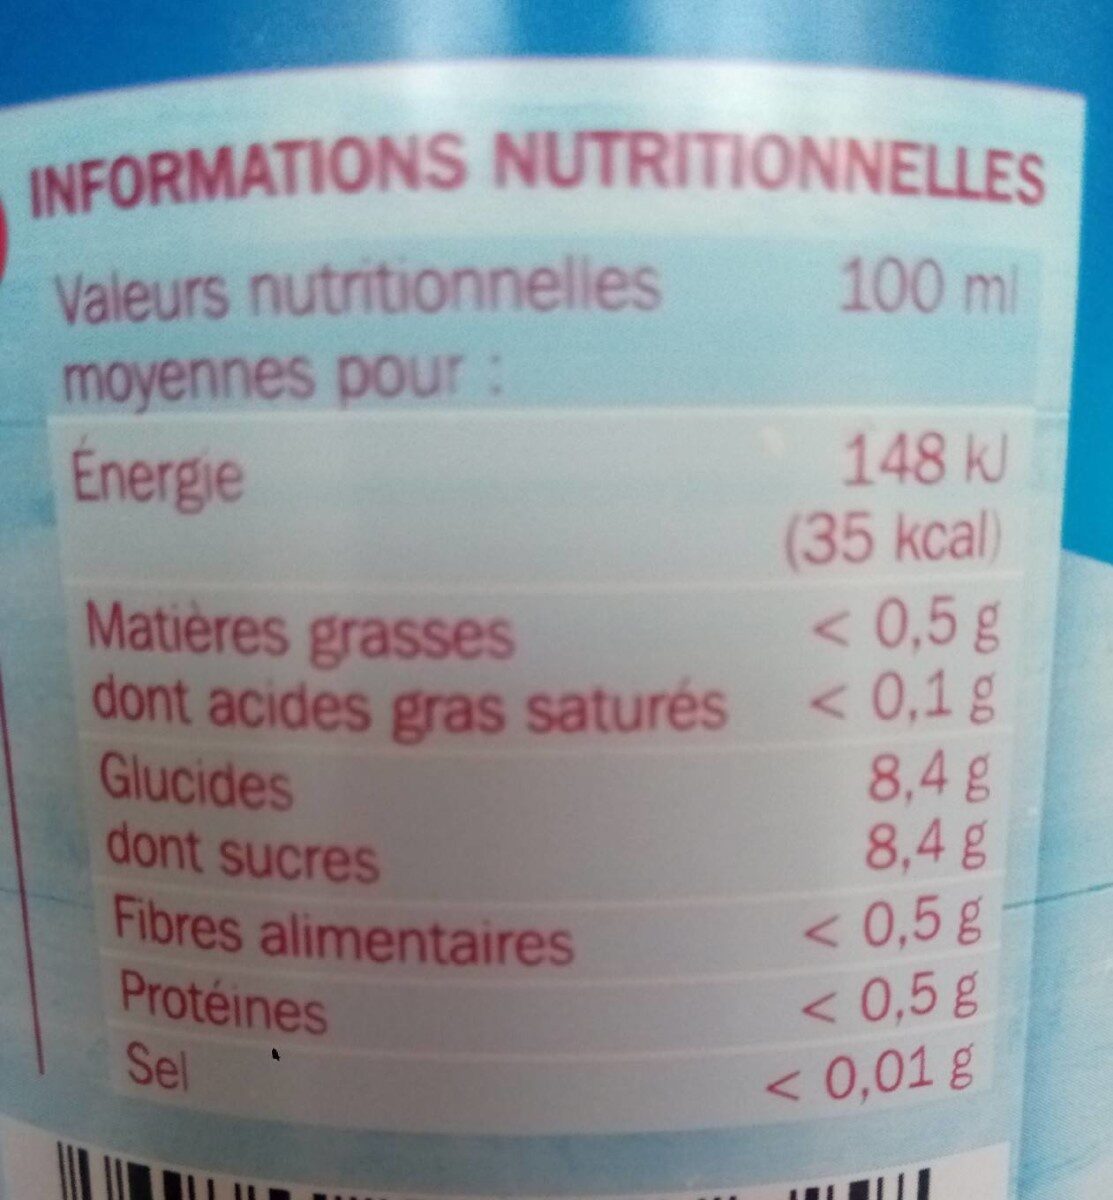 INFORMATIONS NUTRITIONNELLES
Valeurs nutritionnelles 100 ml
moyennes pour :
Énergie 148 kJ
(35 kcal)
Matières grasses < 0,5 g
dont acides gras saturés < 0,1 g
Glucides 8,4 g
dont sucres 8,4 g
Fibres alimentaires < 0,5 g
Protéines < 0,5 g
Sel < 0,01 g